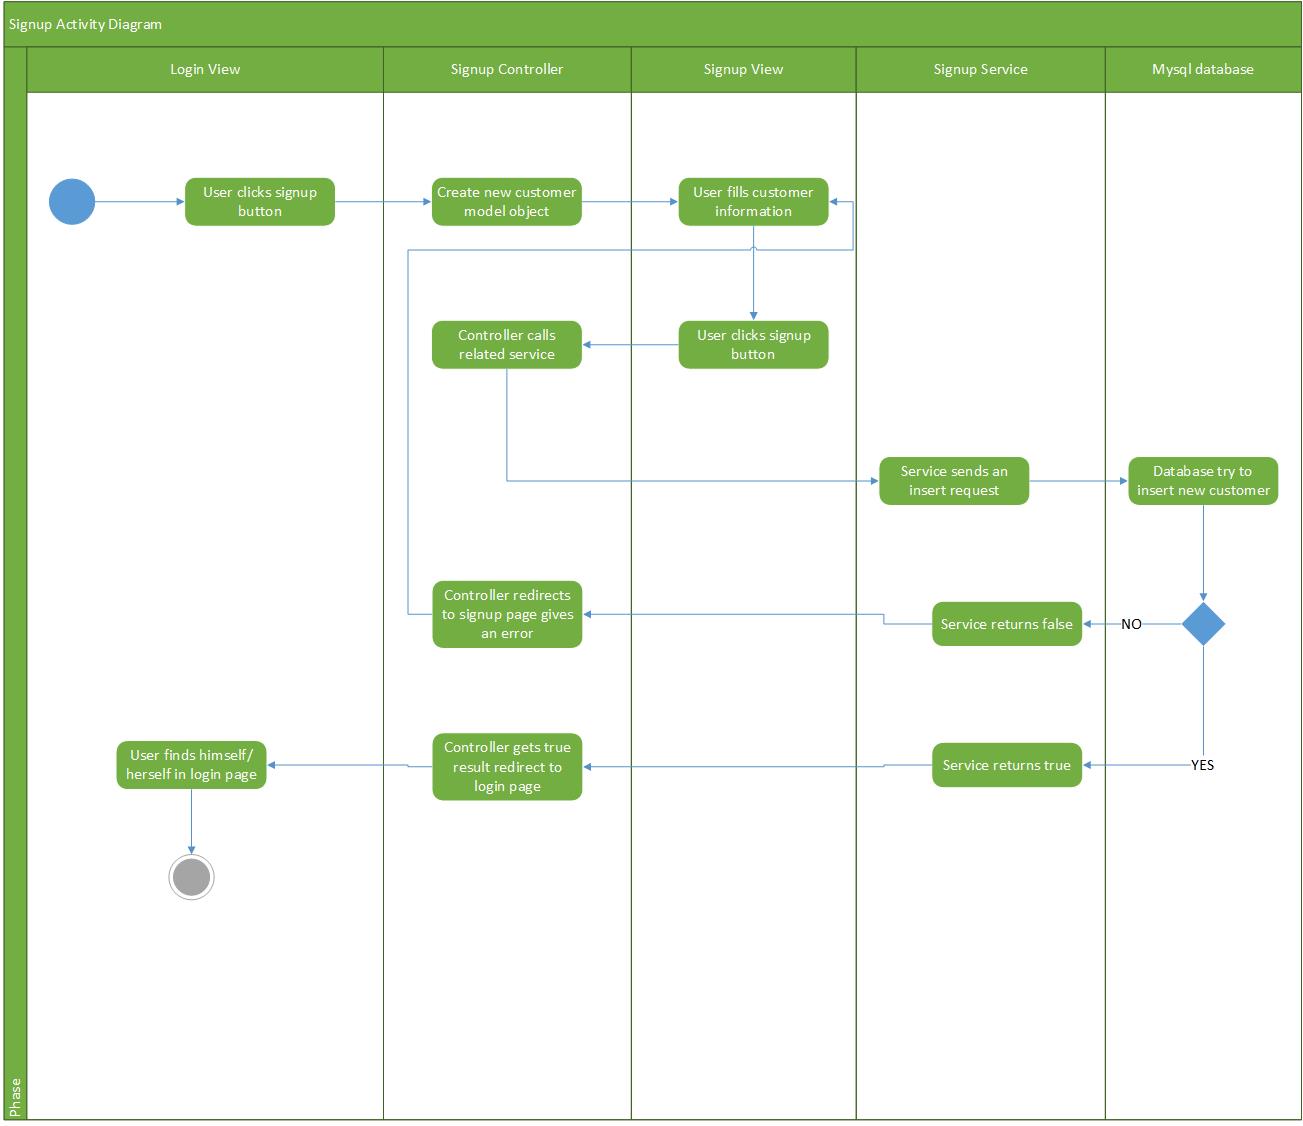 Signup Activity Diagram
Login View
Signup Controller
Signup View
Signup Service
Mysql database
User clicks signup
button
Create new customer
model object
User fills customer
information
Controller calls
related service
User clicks signup
button
Service sends an
insert request
Database try to
insert new customer
Controller redirects
to signup page gives
an error
Service returns false
NO
User finds himself/
herself in login page
Controller gets true
result redirect to
login page
Service returns true
YES
Phase